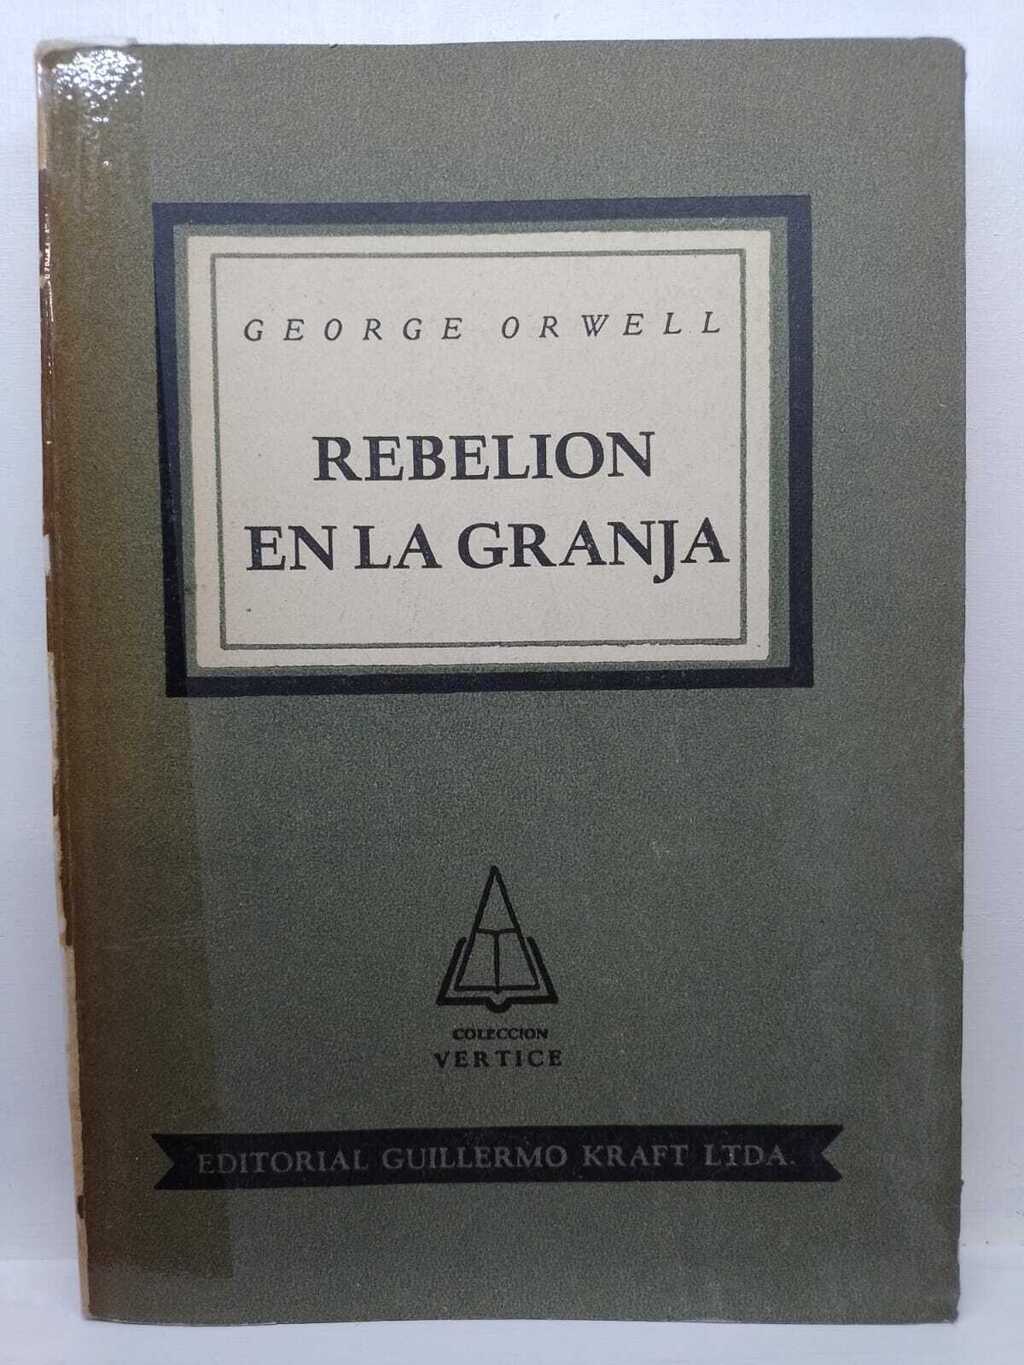 GEORGE ORWELL
REBELION
EN LA GRANJA
COLECCION
VERTICE
EDITORIAL GUILLERMO KRAFT LTDA.